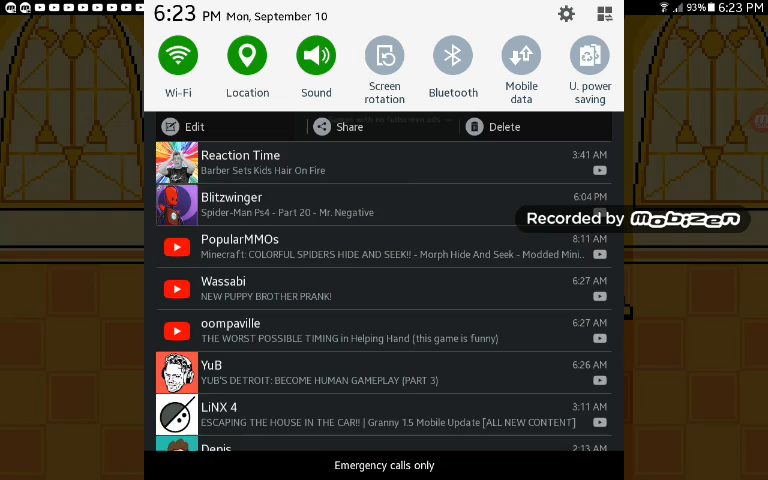 6:23 PM Mon, September 10
93% 6:23 PM
Wi-Fi
Location
Sound
Screen rotation
Bluetooth
Mobile data
U. power saving
Edit
Share
Delete
Reaction Time 3:41 AM
Barber Sets Kids Hair On Fire
Blitzwinger 6:04 PM
Spider-Man Ps4 - Part 20 - Mr. Negative
Recorded by Mobizen
PopularMMOs 8:11 AM
Minecraft: COLORFUL SPIDERS HIDE AND SEEK!! - Morph Hide And Seek - Modded Mini..
Wassabi 6:27 AM
NEW PUPPY BROTHER PRANK!
oompaville 6:27 AM
THE WORST POSSIBLE TIMING in Helping Hand (this game is funny)
YuB 6:26 AM
YUB'S DETROIT: BECOME HUMAN GAMEPLAY (PART 3)
LiNX 4 3:11 AM
ESCAPING THE HOUSE IN THE CAR!! | Granny 1.5 Mobile Update [ALL NEW CONTENT]
Denis 2:13 AM
Emergency calls only